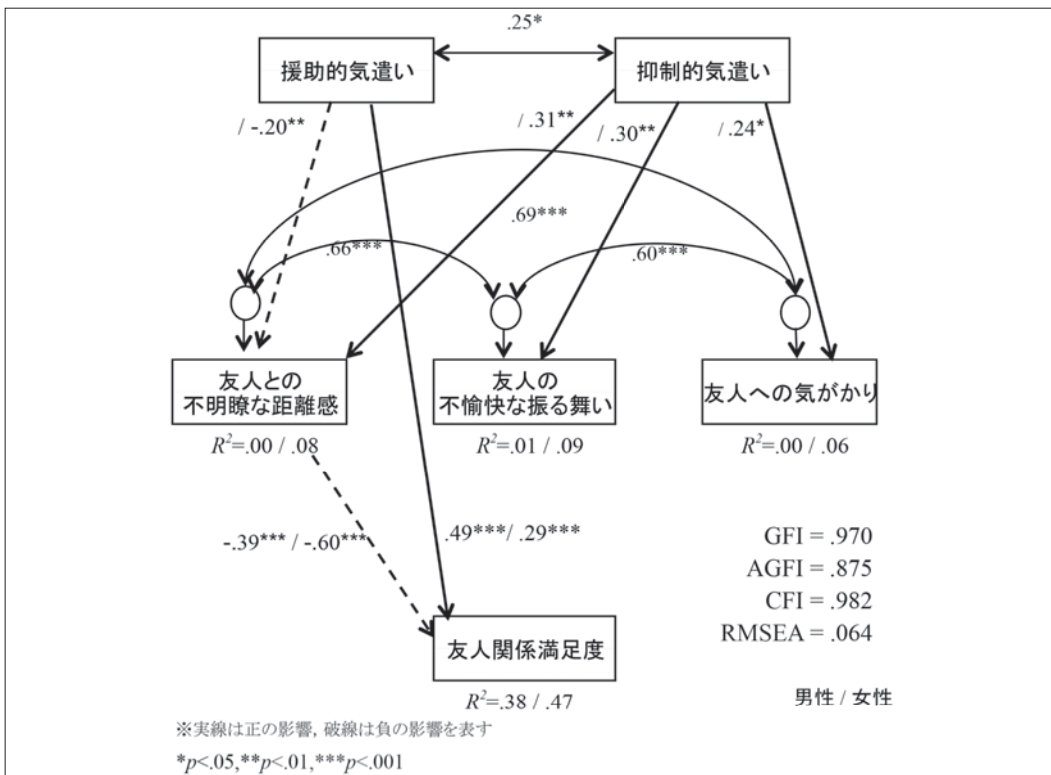 .25*
援助的気遣い
抑制的気遣い
/ -.20**
/ .31**
/ .30**
/ .24*
.69***
.66***
.60***
友人との
不明瞭な距離感
友人の
不愉快な振る舞い
友人への気がかり
R²=.00 / .08
R²=.01 / .09
R²=.00 / .06
-.39*** / -.60***
.49***/ .29***
GFI = .970
AGFI = .875
CFI = .982
RMSEA = .064
友人関係満足度
R²=.38 / .47
男性 / 女性
※実線は正の影響, 破線は負の影響を表す
*p<.05,**p<.01,***p<.001